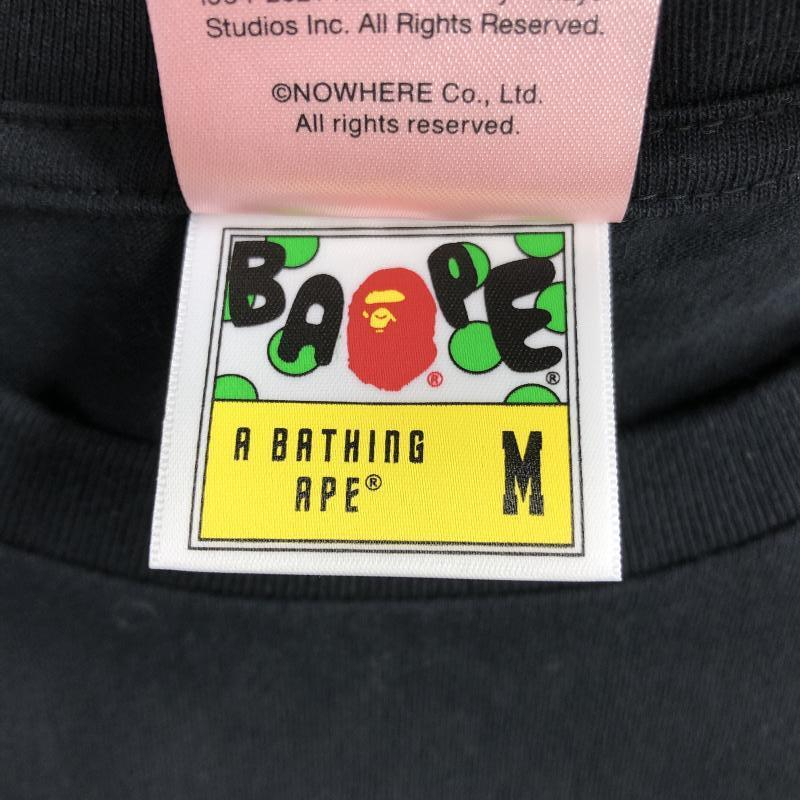 Studios Inc. All Rights Reserved.
©NOWHERE Co., Ltd.
All rights reserved.
BAPE
®
®
A BATHING
APE®
M